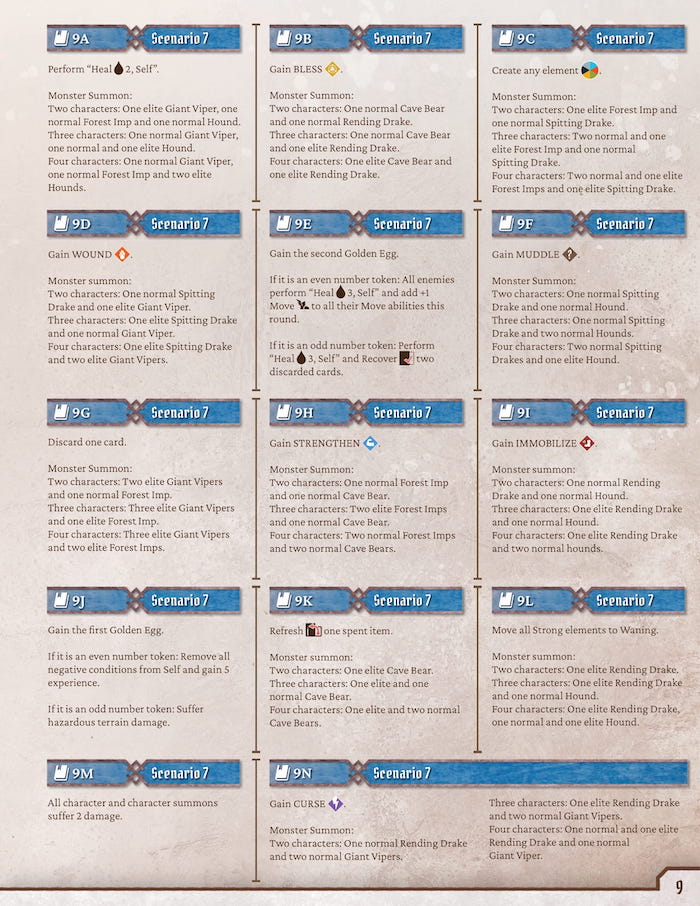 9A Scenario 7
Perform "Heal 2, Self".
Monster Summon:
Two characters: One elite Giant Viper, one
normal Forest Imp and one normal Hound.
Three characters: One normal Giant Viper,
one normal and one elite Hound.
Four characters: One normal Giant Viper,
one normal Forest Imp and two elite
Hounds.
9B Scenario 7
Gain BLESS.
Monster Summon:
Two characters: One normal Cave Bear
and one normal Rending Drake.
Three characters: One normal Cave Bear
and one elite Rending Drake.
Four characters: One elite Cave Bear and
one elite Rending Drake.
9C Scenario 7
Create any element.
Monster Summon:
Two characters: One elite Forest Imp and
one normal Spitting Drake.
Three characters: Two normal and one
elite Forest Imp and one normal
Spitting Drake.
Four characters: Two normal and one elite
Forest Imps and one elite Spitting Drake.
9D Scenario 7
Gain WOUND.
Monster summon:
Two characters: One normal Spitting
Drake and one elite Giant Viper.
Three characters: One elite Spitting Drake
and one normal Giant Viper.
Four characters: One elite Spitting Drake
and two elite Giant Vipers.
9E Scenario 7
Gain the second Golden Egg.
If it is an even number token: All enemies
perform "Heal 3, Self" and add +1
Move to all their Move abilities this
round.
If it is an odd number token: Perform
"Heal 3, Self" and Recover two
discarded cards.
9F Scenario 7
Gain MUDDLE.
Monster Summon:
Two characters: One normal Spitting
Drake and one normal Hound.
Three characters: One normal Spitting
Drake and two normal Hounds.
Four characters: Two normal Spitting
Drakes and one elite Hound.
9G Scenario 7
Discard one card.
Monster Summon:
Two characters: Two elite Giant Vipers
and one normal Forest Imp.
Three characters: Three elite Giant Vipers
and one elite Forest Imp.
Four characters: Three elite Giant Vipers
and two elite Forest Imps.
9H Scenario 7
Gain STRENGTHEN.
Monster Summon:
Two characters: One normal Forest Imp
and one normal Cave Bear.
Three characters: Two elite Forest Imps
and one normal Cave Bear.
Four characters: Two normal Forest Imps
and two normal Cave Bears.
9I Scenario 7
Gain IMMOBILIZE.
Monster Summon:
Two characters: One normal Rending
Drake and one normal Hound.
Three characters: One elite Rending Drake
and one normal Hound.
Four characters: One elite Rending Drake
and two normal hounds.
9J Scenario 7
Gain the first Golden Egg.
If it is an even number token: Remove all
negative conditions from Self and gain 5
experience.
If it is an odd number token: Suffer
hazardous terrain damage.
9K Scenario 7
Refresh one spent item.
Monster summon:
Two characters: One elite Cave Bear.
Three characters: One elite and one
normal Cave Bear.
Four characters: One elite and two normal
Cave Bears.
9L Scenario 7
Move all Strong elements to Waning.
Monster summon:
Two characters: One elite Rending Drake.
Three characters: One elite Rending Drake
and one normal Hound.
Four characters: One elite Rending Drake,
one normal and one elite Hound.
9M Scenario 7
All character and character summons
suffer 2 damage.
9N Scenario 7
Gain CURSE.
Monster Summon:
Two characters: One normal Rending Drake
and two normal Giant Vipers.
Three characters: One elite Rending Drake
and two normal Giant Vipers.
Four characters: One normal and one elite
Rending Drake and one normal
Giant Viper.
9